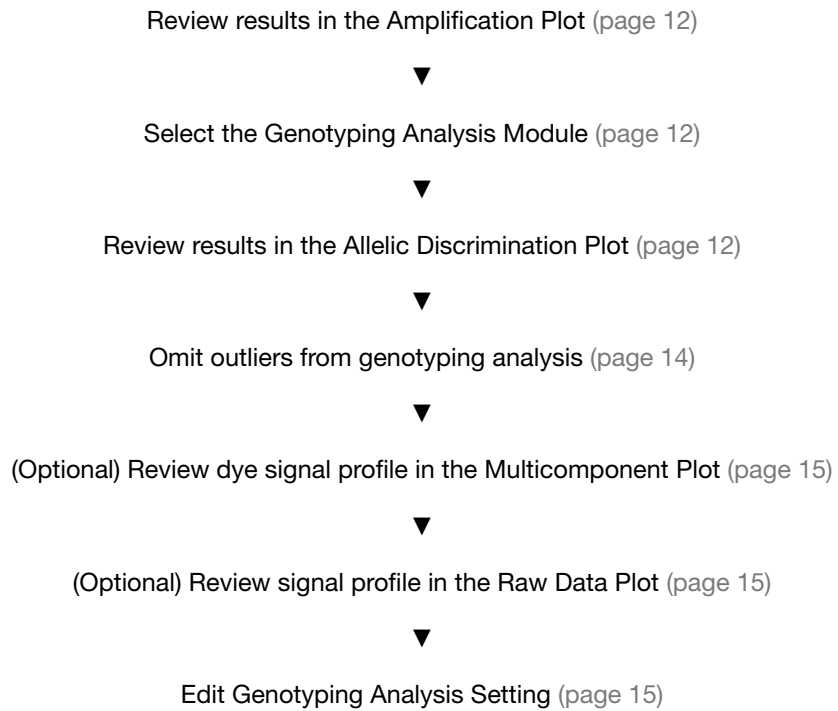 Review results in the Amplification Plot (page 12)
▼
Select the Genotyping Analysis Module (page 12)
▼
Review results in the Allelic Discrimination Plot (page 12)
▼
Omit outliers from genotyping analysis (page 14)
▼
(Optional) Review dye signal profile in the Multicomponent Plot (page 15)
▼
(Optional) Review signal profile in the Raw Data Plot (page 15)
▼
Edit Genotyping Analysis Setting (page 15)